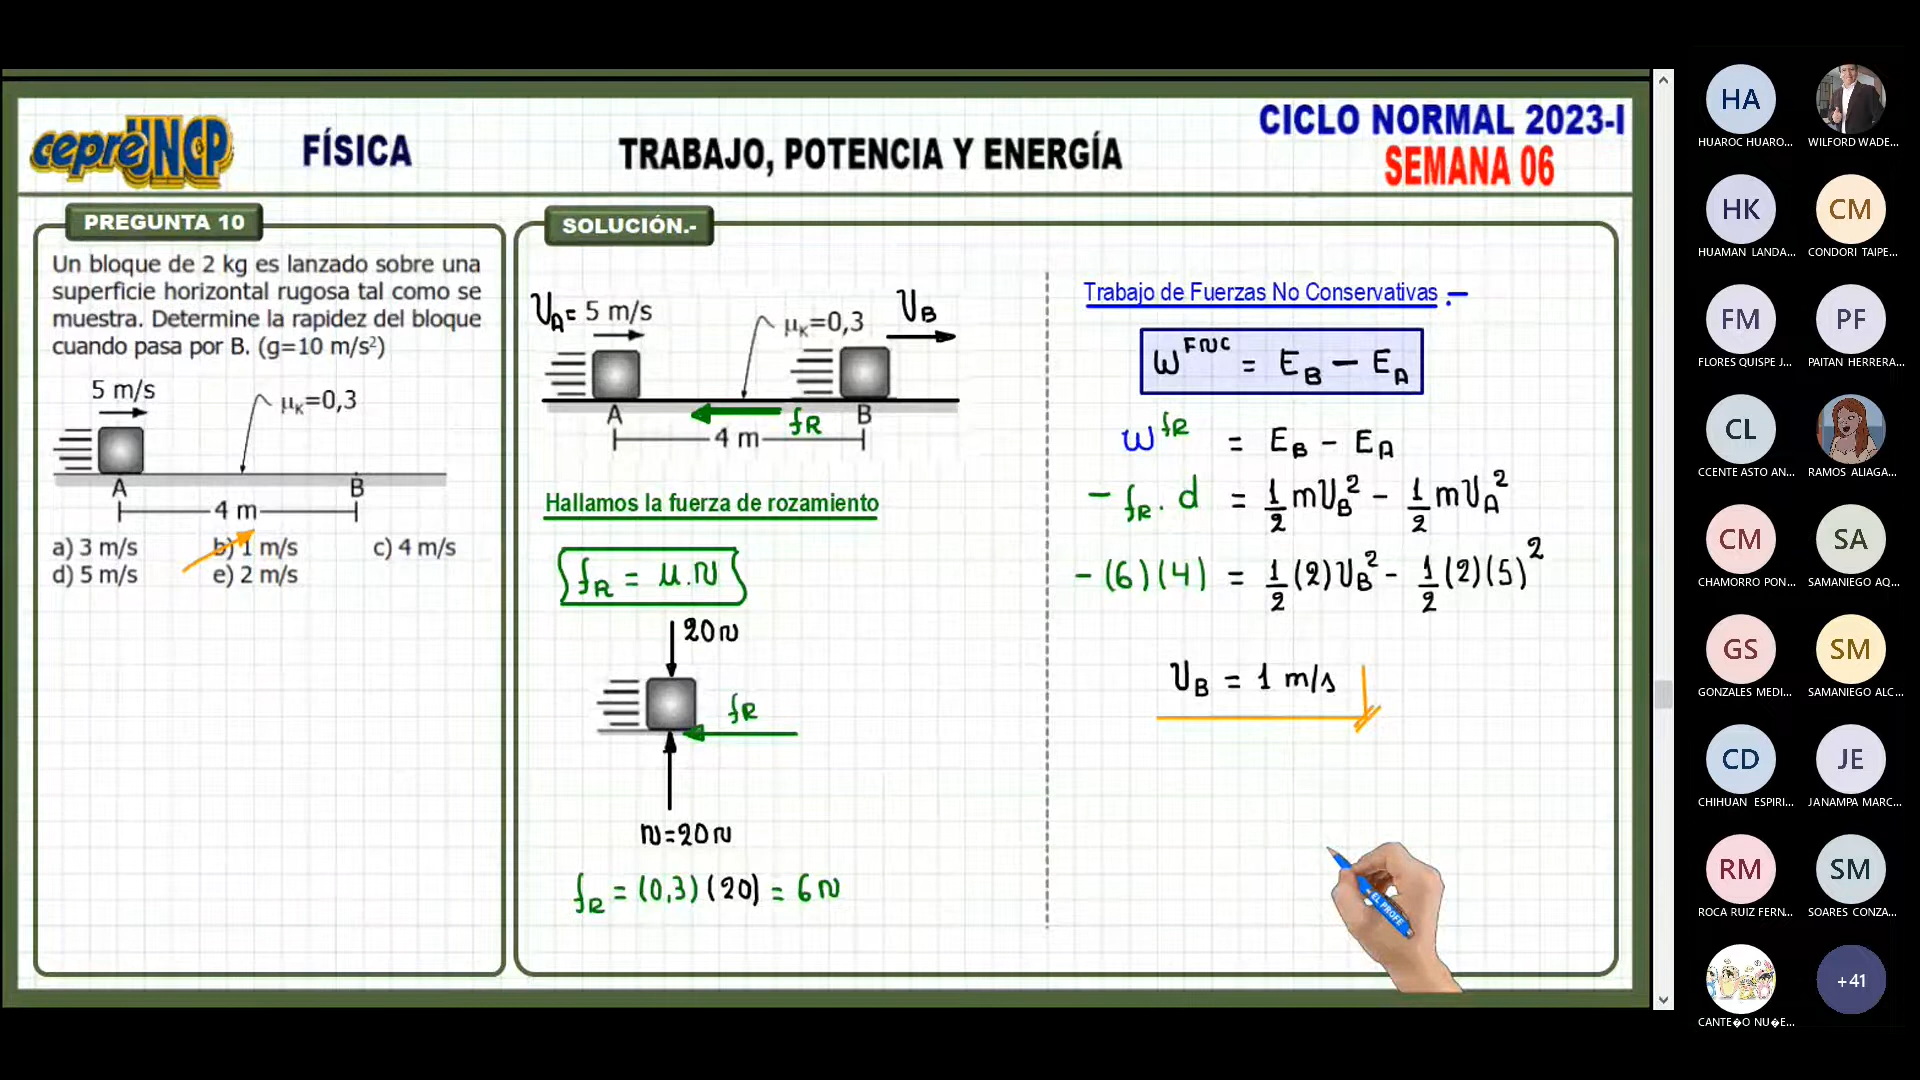 cepreUNCP
FÍSICA
TRABAJO, POTENCIA Y ENERGÍA
CICLO NORMAL 2023-I
SEMANA 06
PREGUNTA 10
Un bloque de 2 kg es lanzado sobre una
superficie horizontal rugosa tal como se
muestra. Determine la rapidez del bloque
cuando pasa por B. (g=10 m/s²)
5 m/s
μK=0,3
A
B
4 m
a) 3 m/s b) 1 m/s c) 4 m/s
d) 5 m/s e) 2 m/s
SOLUCIÓN.-
VA= 5 m/s
μK=0,3
VB
A
fR
B
4 m
Hallamos la fuerza de rozamiento
fR = μ.N
20N
fR
N=20N
fR = (0,3)(20) = 6N
Trabajo de Fuerzas No Conservativas .-
W^FNC = EB - EA
W^fR = EB - EA
- fR . d = 1/2 mVB² - 1/2 mVA²
-(6)(4) = 1/2 (2)VB² - 1/2 (2)(5)²
VB = 1 m/s
EL PROFE
HA
HUAROC HUARO...
WILFORD WADE...
HK
HUAMAN LANDA...
CM
CONDORI TAIPE...
FM
FLORES QUISPE J...
PF
PAITAN HERRERA...
CL
CCENTE ASTO AN...
RAMOS ALIAGA...
CM
CHAMORRO PON...
SA
SAMANIEGO AQ...
GS
GONZALES MEDI...
SM
SAMANIEGO ALC...
CD
CHIHUAN ESPIRI...
JE
JANAMPA MARC...
RM
ROCA RUIZ FERN...
SM
SOARES CONZA...
CANTE�O NU�E...
+41